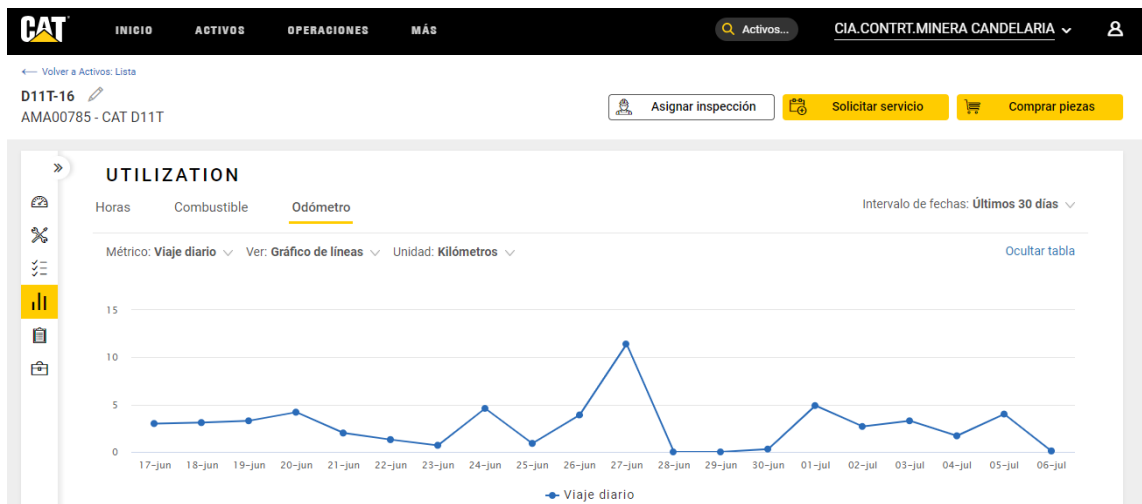 CAT INICIO ACTIVOS OPERACIONES MÁS Activos... CIA.CONTRT.MINERA CANDELARIA
← Volver a Activos: Lista
D11T-16
AMA00785 - CAT D11T
Asignar inspección Solicitar servicio Comprar piezas
UTILIZATION
Horas Combustible Odómetro Intervalo de fechas: Últimos 30 días
Métrico: Viaje diario Ver: Gráfico de líneas Unidad: Kilómetros Ocultar tabla
15
10
5
0
17-jun 18-jun 19-jun 20-jun 21-jun 22-jun 23-jun 24-jun 25-jun 26-jun 27-jun 28-jun 29-jun 30-jun 01-jul 02-jul 03-jul 04-jul 05-jul 06-jul
Viaje diario